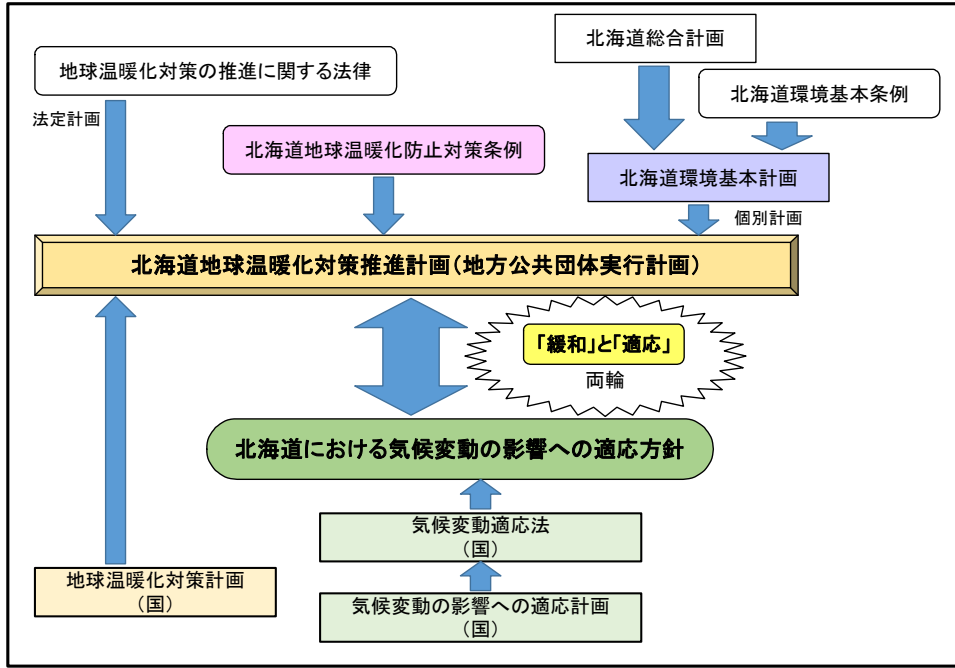 北海道総合計画
地球温暖化対策の推進に関する法律
北海道環境基本条例
法定計画
北海道地球温暖化防止対策条例
北海道環境基本計画
個別計画
北海道地球温暖化対策推進計画(地方公共団体実行計画)
「緩和」と「適応」
両輪
北海道における気候変動の影響への適応方針
気候変動適応法
(国)
地球温暖化対策計画
(国)
気候変動の影響への適応計画
(国)